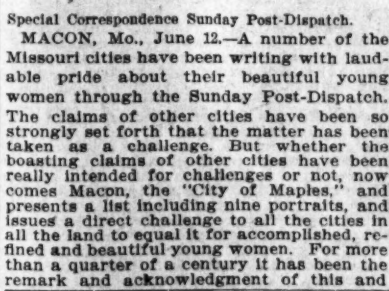 Special Correspondence Sunday Post-Dispatch.
MACON, Mo., June 12.—A number of the
Missouri cities have been writing with laud-
able pride about their beautiful young
women through the Sunday Post-Dispatch.
The claims of other cities have been so
strongly set forth that the matter has been
taken as a challenge. But whether the
boasting claims of other cities have been
really intended for challenges or not, now
comes Macon, the "City of Maples," and
presents a list including nine portraits, and
issues a direct challenge to all the cities in
all the land to equal it for accomplished, re-
fined and beautiful young women. For more
than a quarter of a century it has been the
remark and acknowledgment of this and